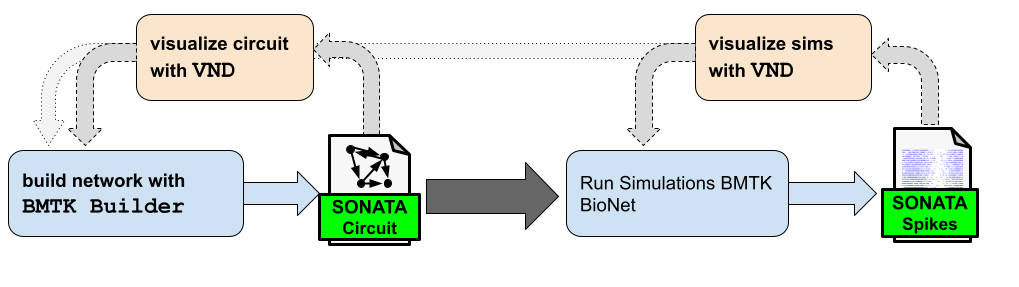 visualize circuit
with VND
visualize sims
with VND
build network with
BMTK Builder
SONATA
Circuit
Run Simulations BMTK
BioNet
SONATA
Spikes